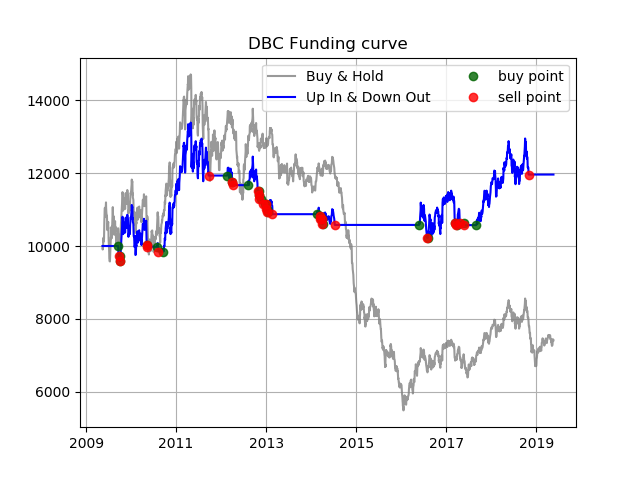 DBC Funding curve
Buy & Hold
Up In & Down Out
buy point
sell point
14000
12000
10000
8000
6000
2009 2011 2013 2015 2017 2019